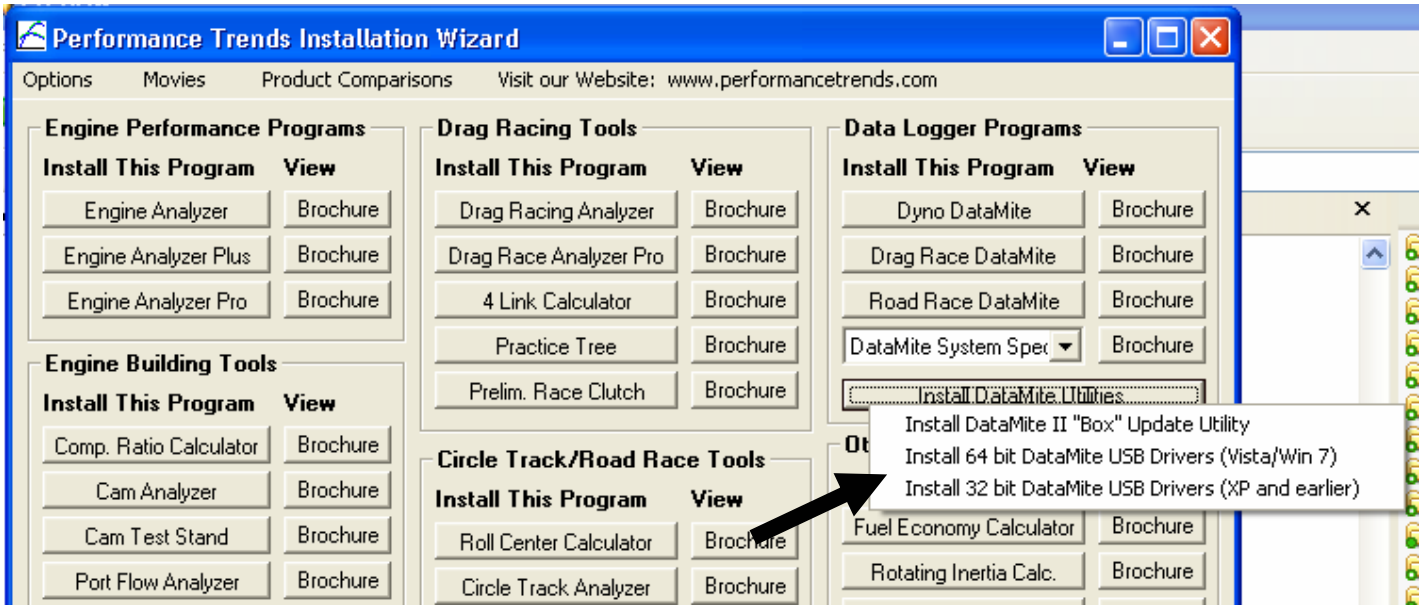 Performance Trends Installation Wizard
Options Movies Product Comparisons Visit our Website: www.performancetrends.com
Engine Performance Programs
Install This Program View
Engine Analyzer Brochure
Engine Analyzer Plus Brochure
Engine Analyzer Pro Brochure
Engine Building Tools
Install This Program View
Comp. Ratio Calculator Brochure
Cam Analyzer Brochure
Cam Test Stand Brochure
Port Flow Analyzer Brochure
Drag Racing Tools
Install This Program View
Drag Racing Analyzer Brochure
Drag Race Analyzer Pro Brochure
4 Link Calculator Brochure
Practice Tree Brochure
Prelim. Race Clutch Brochure
Circle Track/Road Race Tools
Install This Program View
Roll Center Calculator Brochure
Circle Track Analyzer Brochure
Data Logger Programs
Install This Program View
Dyno DataMite Brochure
Drag Race DataMite Brochure
Road Race DataMite Brochure
DataMite System Spec Brochure
Install DataMite Utilities
Install DataMite II "Box" Update Utility
Install 64 bit DataMite USB Drivers (Vista/Win 7)
Install 32 bit DataMite USB Drivers (XP and earlier)
Ot
Fuel Economy Calculator Brochure
Rotating Inertia Calc. Brochure